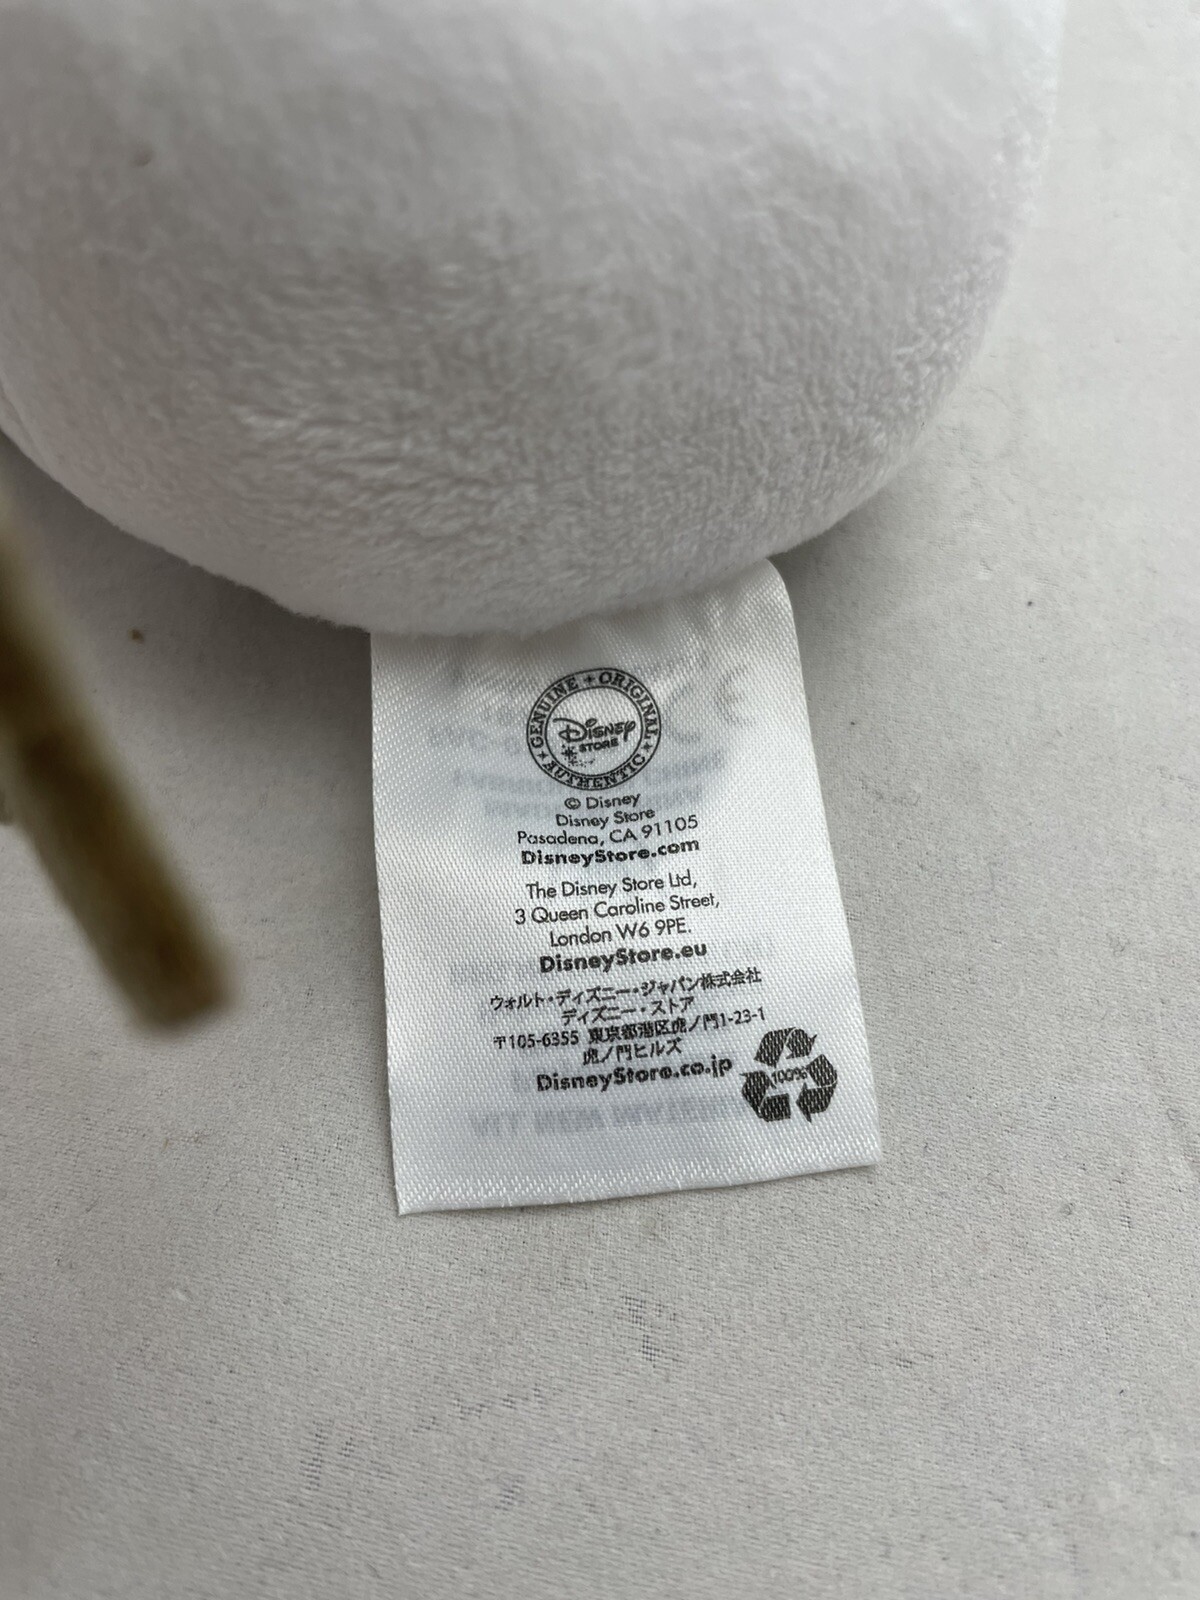 GENUINE ORIGINAL AUTHENTIC
Disney
STORE
© Disney
Disney Store
Pasadena, CA 91105
DisneyStore.com
The Disney Store Ltd,
3 Queen Caroline Street,
London W6 9PE.
DisneyStore.eu
ウォルト・ディズニー・ジャパン株式会社
ディズニー・ストア
〒105-6355 東京都港区虎ノ門1-23-1
虎ノ門ヒルズ
DisneyStore.co.jp
100%